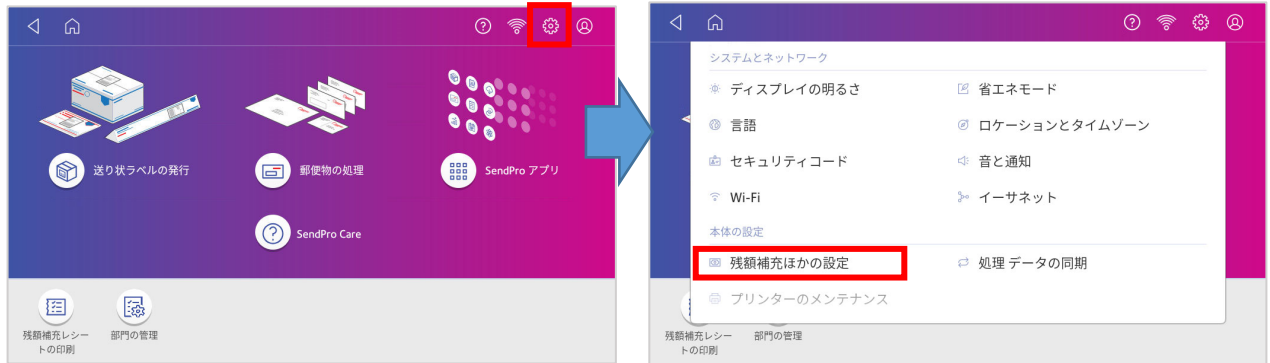 送り状ラベルの発行
郵便物の処理
SendPro アプリ
SendPro Care
残額補充レシー
トの印刷
部門の管理
システムとネットワーク
ディスプレイの明るさ
省エネモード
言語
ロケーションとタイムゾーン
セキュリティコード
音と通知
Wi-Fi
イーサネット
本体の設定
残額補充ほかの設定
処理 データの同期
プリンターのメンテナンス
残額補充レシー
トの印刷
部門の管理